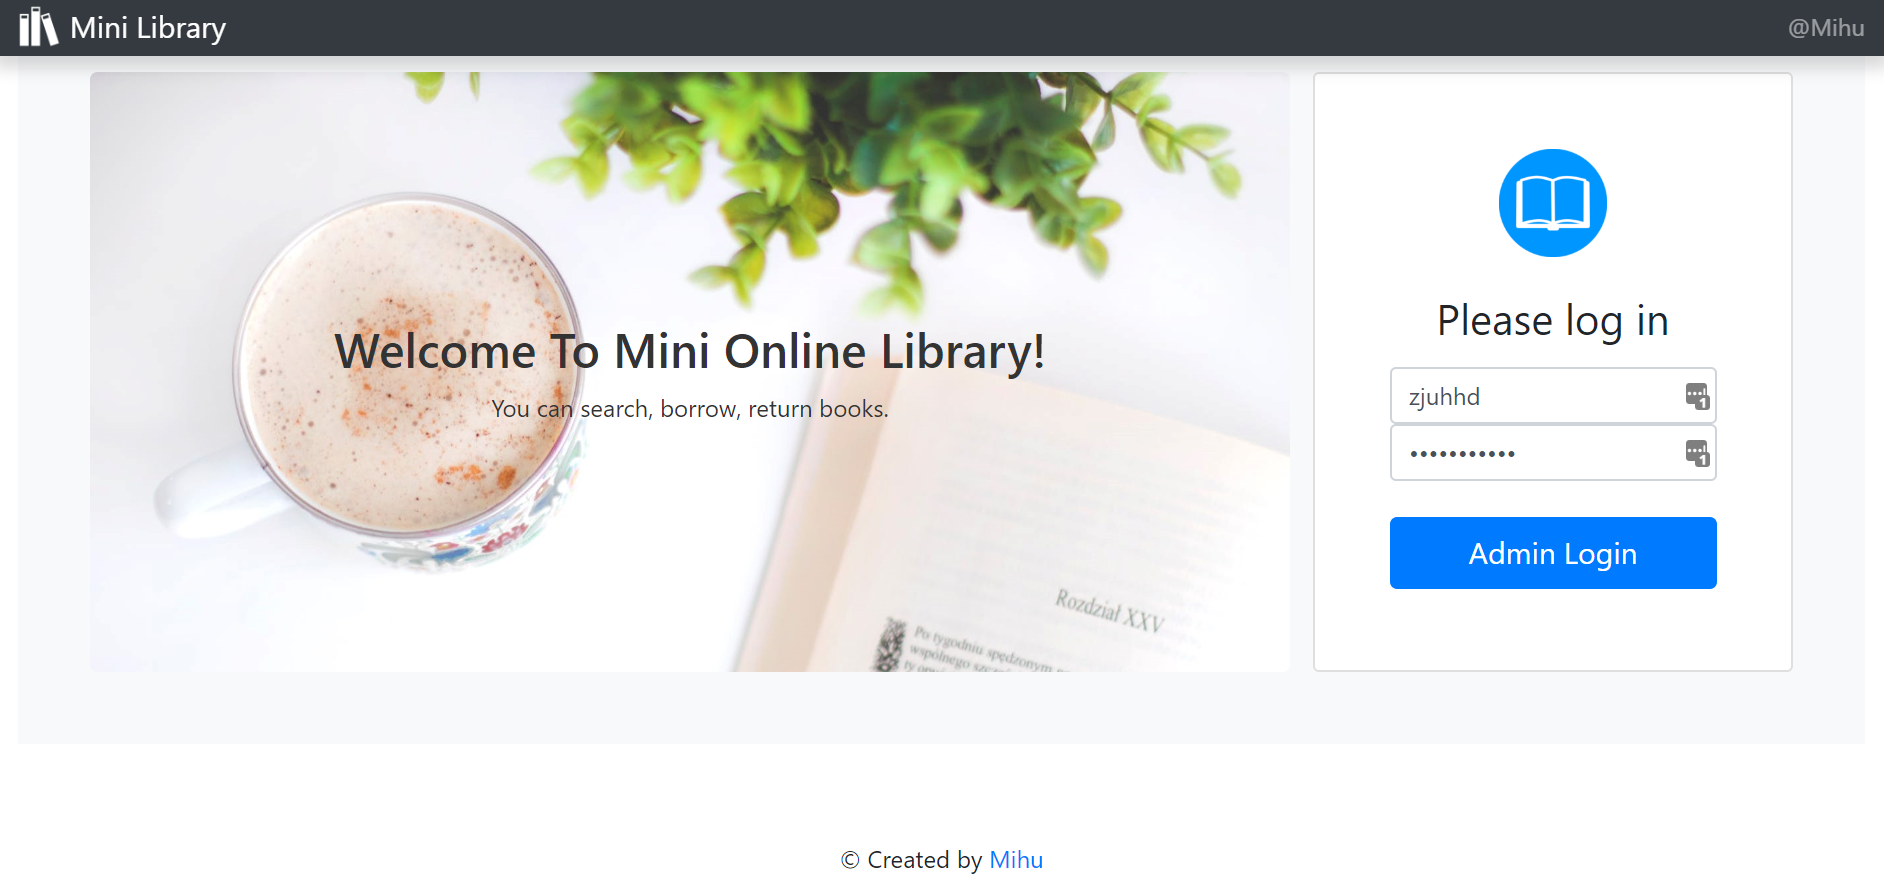 Mini Library
@Mihu
Welcome To Mini Online Library!
You can search, borrow, return books.
Rozdział XXV
Po tygodniu spędzonym
wspólnego
Please log in
zjuhhd
•••••••••••
Admin Login
© Created by Mihu